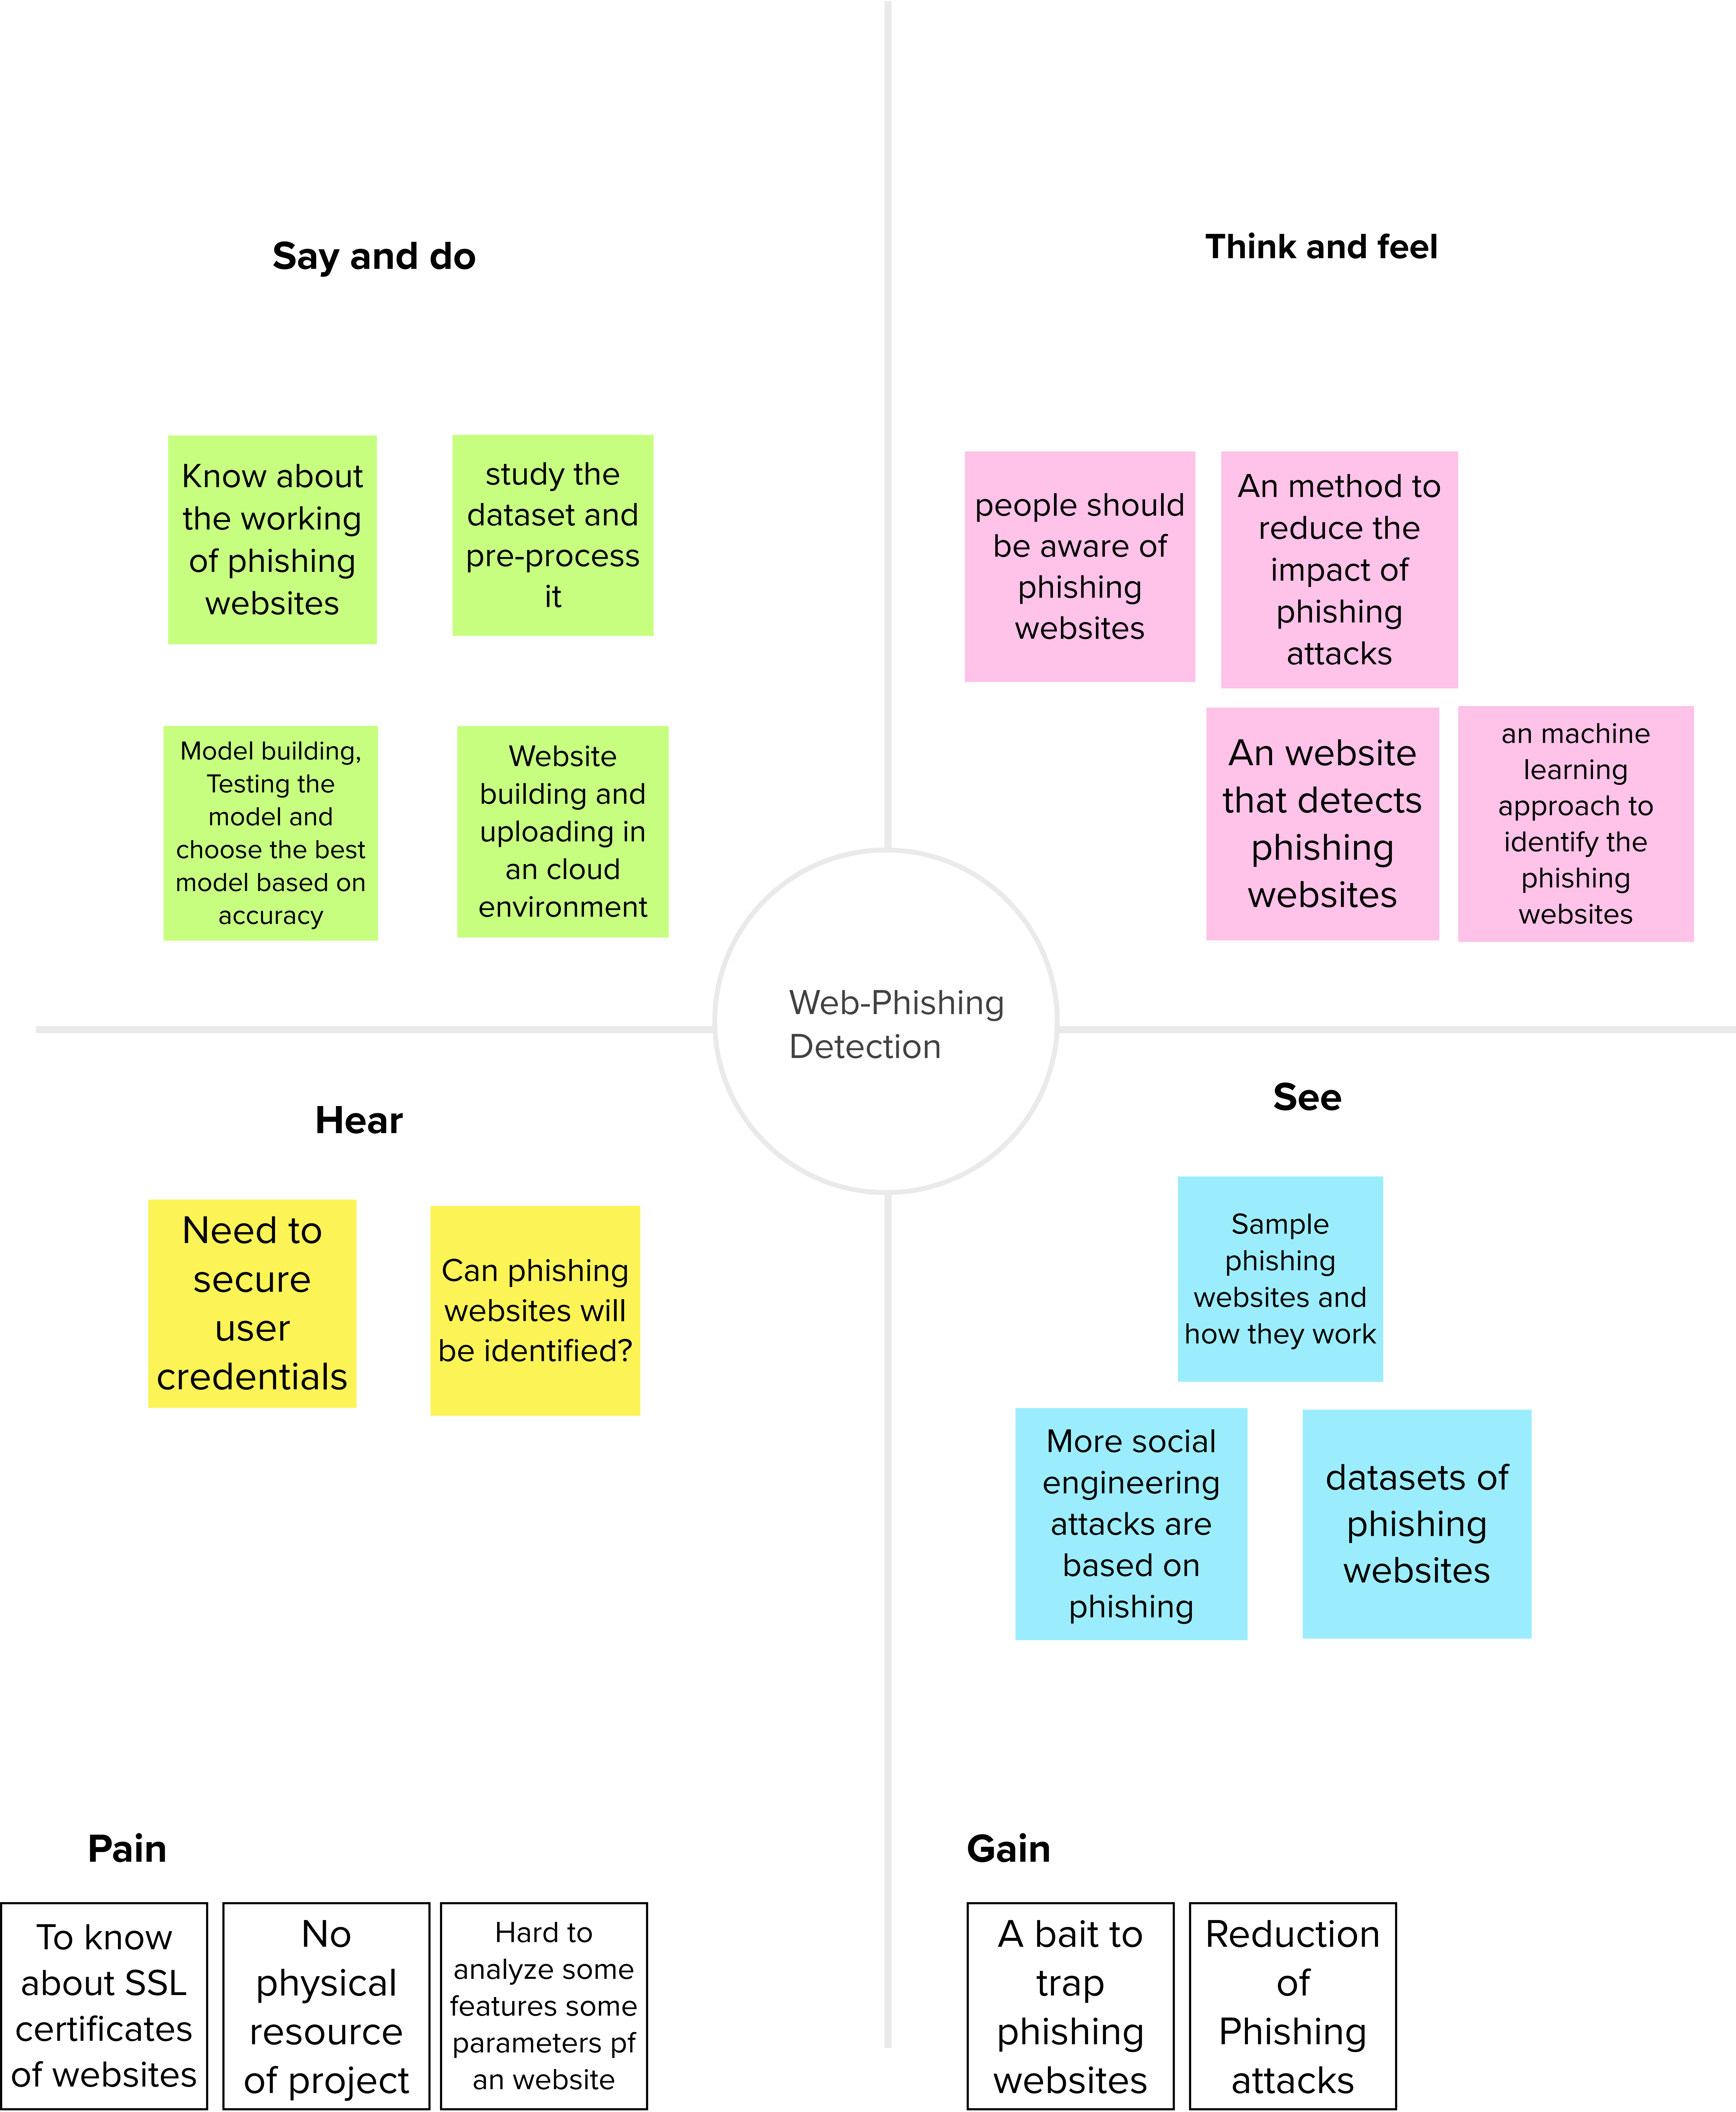 Say and do
Know about
the working
of phishing
websites
study the
dataset and
pre-process
it
Model building,
Testing the
model and
choose the best
model based on
accuracy
Website
building and
uploading in
an cloud
environment
Think and feel
people should
be aware of
phishing
websites
An method to
reduce the
impact of
phishing
attacks
An website
that detects
phishing
websites
an machine
learning
approach to
identify the
phishing
websites
Web-Phishing
Detection
Hear
Need to
secure
user
credentials
Can phishing
websites will
be identified?
See
Sample
phishing
websites and
how they work
More social
engineering
attacks are
based on
phishing
datasets of
phishing
websites
Pain
To know
about SSL
certificates
of websites
No
physical
resource
of project
Hard to
analyze some
features some
parameters pf
an website
Gain
A bait to
trap
phishing
websites
Reduction
of
Phishing
attacks